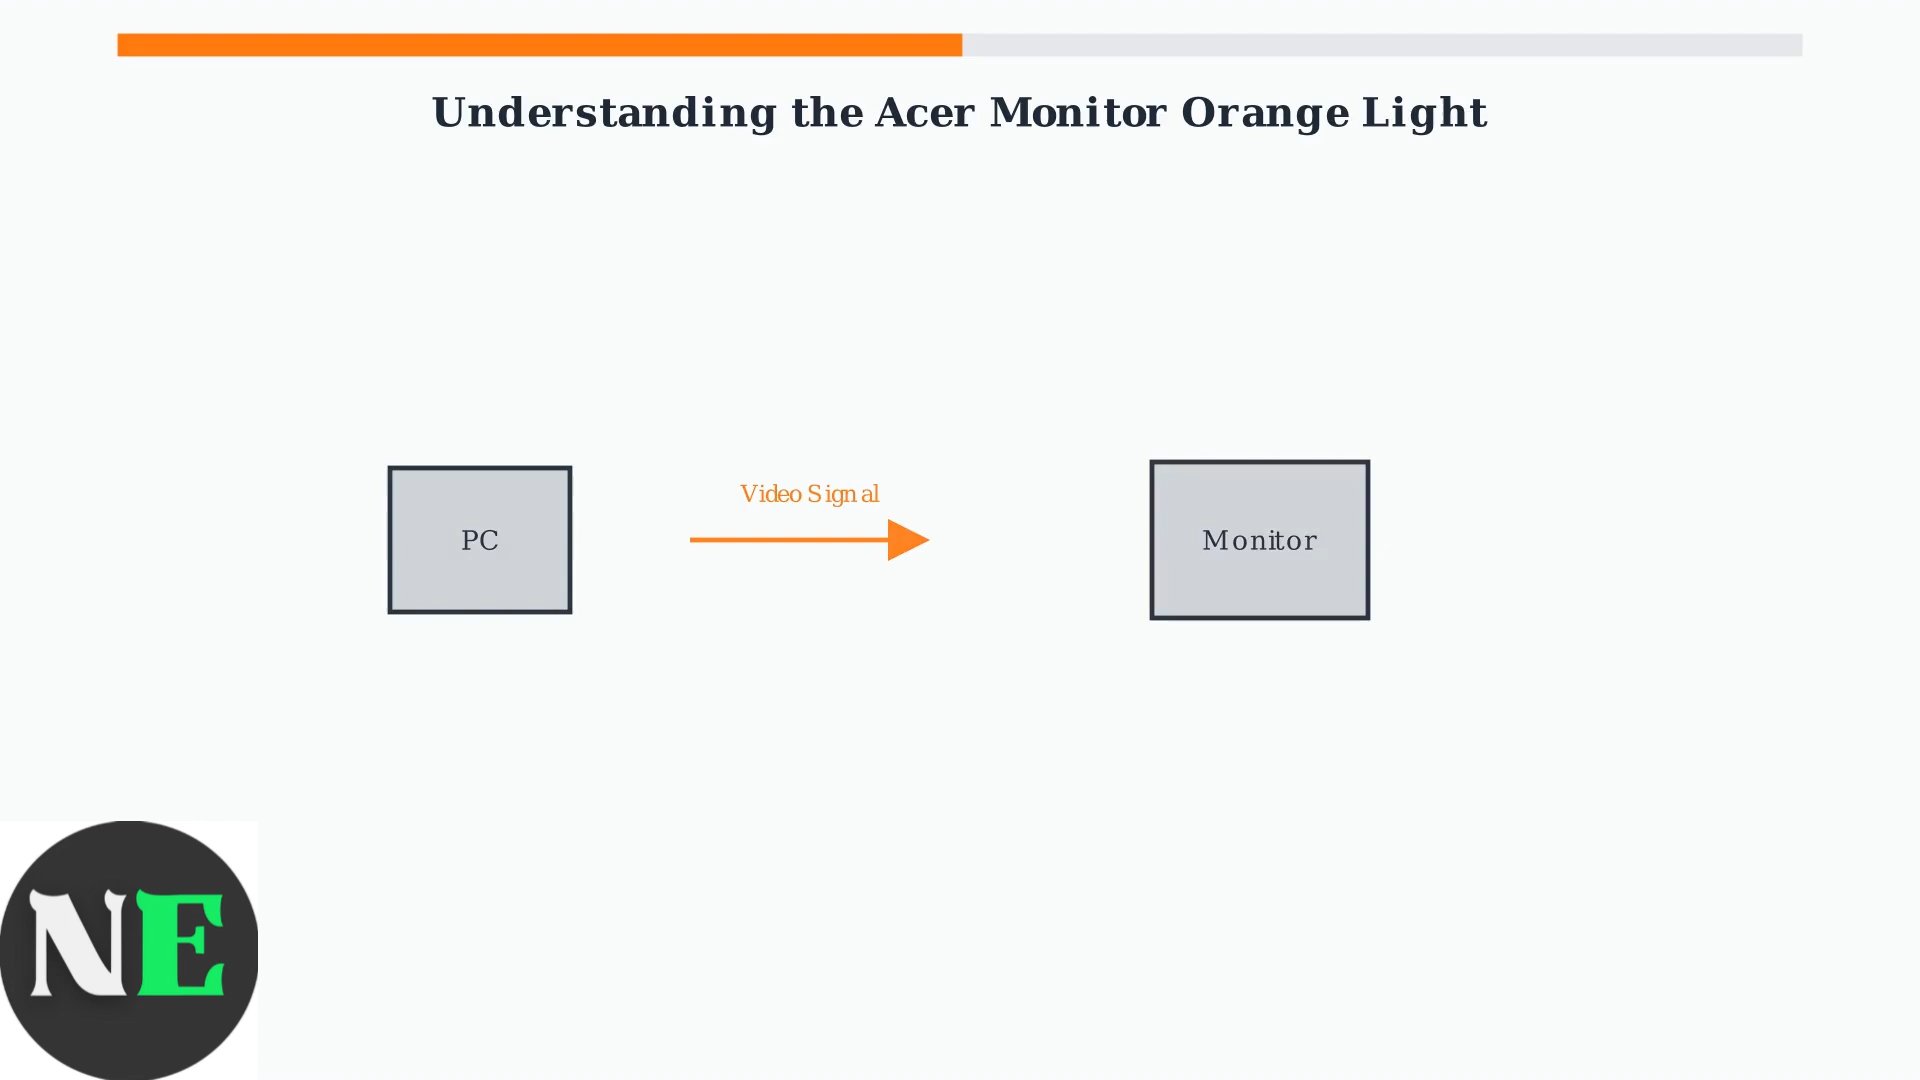 Understanding the Acer Monitor Orange Light
Video Signal
PC
Monitor
NE